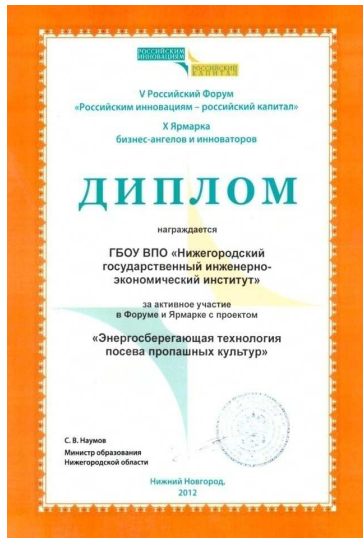 РОССИЙСКИМ
ИННОВАЦИЯМ
РОССИЙСКИЙ
КАПИТАЛ
V Российский Форум
«Российским инновациям – российский капитал»
X Ярмарка
бизнес-ангелов и инноваторов
ДИПЛОМ
награждается
ГБОУ ВПО «Нижегородский
государственный инженерно-
экономический институт»
за активное участие
в Форуме и Ярмарке с проектом
«Энергосберегающая технология
посева пропашных культур»
С. В. Наумов
Министр образования
Нижегородской области
Нижний Новгород,
2012